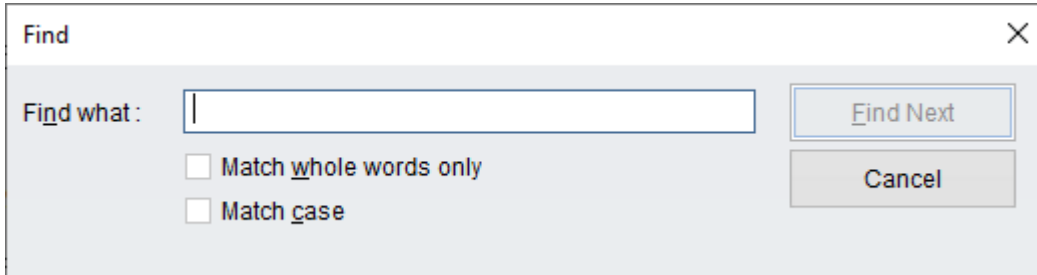 Find
Find what :
Find Next
Match whole words only
Cancel
Match case